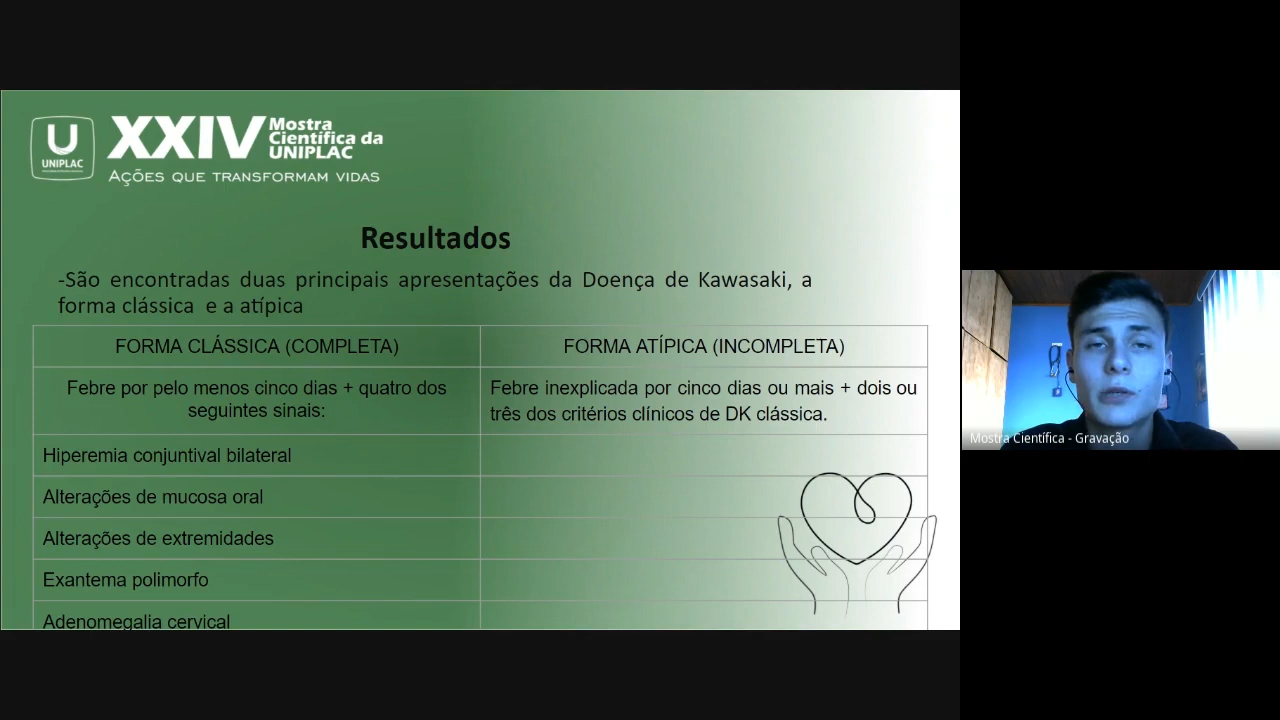 U
UNIPLAC
XXIV
Mostra
Científica da
UNIPLAC
AÇÕES QUE TRANSFORMAM VIDAS
Resultados
-São encontradas duas principais apresentações da Doença de Kawasaki, a
forma clássica e a atípica
FORMA CLÁSSICA (COMPLETA)
FORMA ATÍPICA (INCOMPLETA)
Febre por pelo menos cinco dias + quatro dos
seguintes sinais:
Febre inexplicada por cinco dias ou mais + dois ou
três dos critérios clínicos de DK clássica.
Hiperemia conjuntival bilateral
Alterações de mucosa oral
Alterações de extremidades
Exantema polimorfo
Adenomegalia cervical
Mostra Científica - Gravação